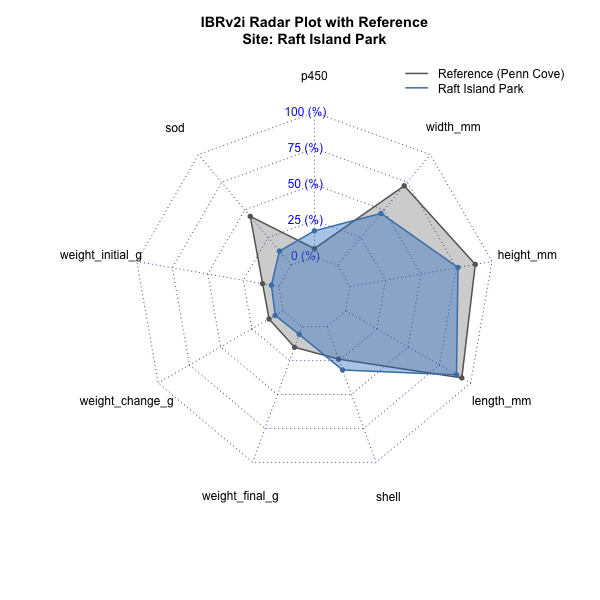 IBRv2i Radar Plot with Reference
Site: Raft Island Park
p450
Reference (Penn Cove)
Raft Island Park
100 (%)
sod
width_mm
75 (%)
50 (%)
25 (%)
weight_initial_g
0 (%)
height_mm
weight_change_g
length_mm
weight_final_g
shell